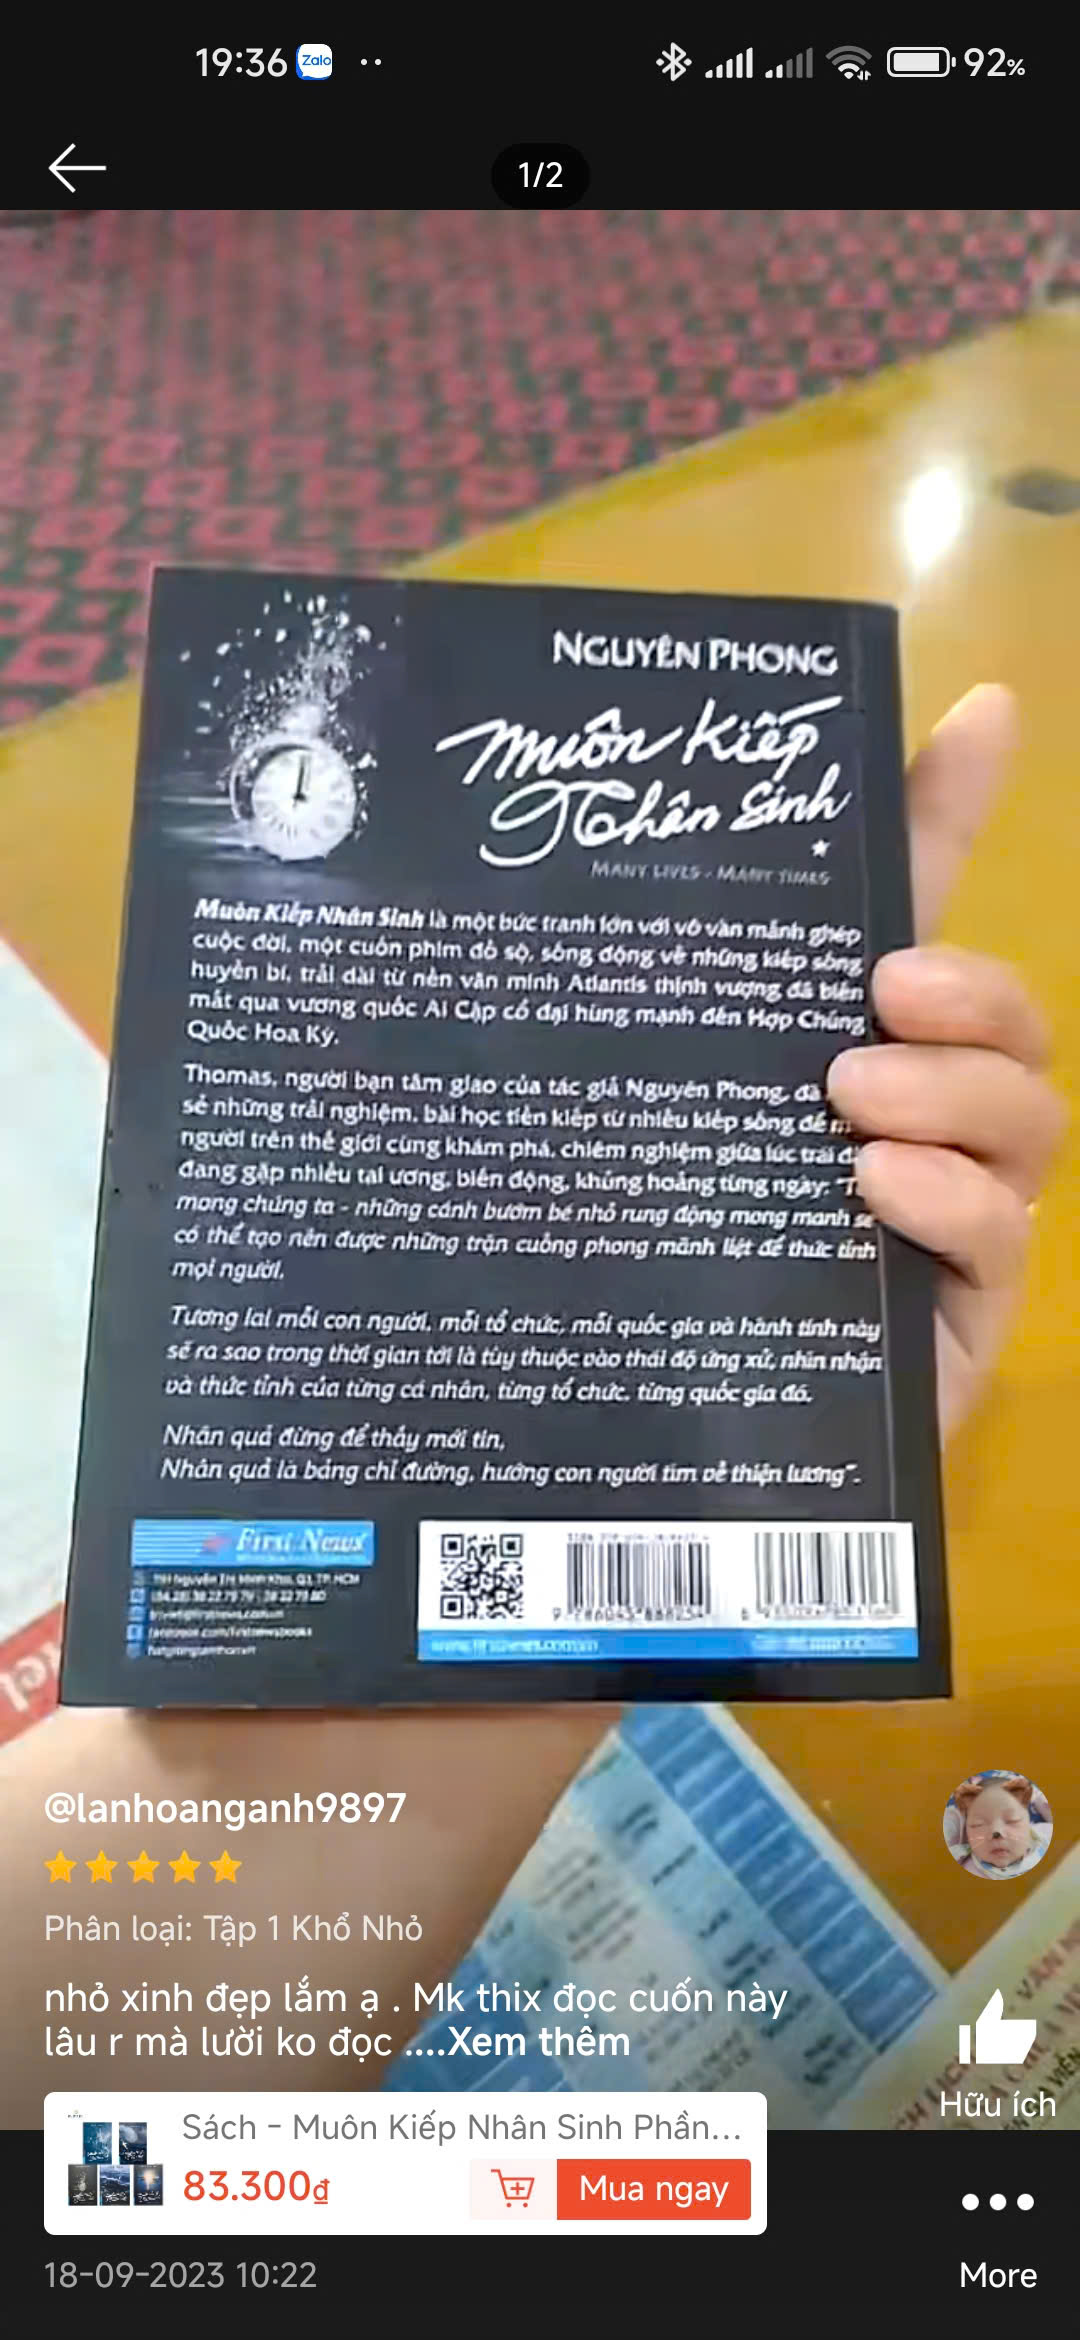 19:36
Zalo
92%
1/2
NGUYÊN PHONG
Muôn Kiếp
Nhân Sinh
MANY LIVES - MANY TIMES
Muôn Kiếp Nhân Sinh là một bức tranh lớn với vô vàn mảnh ghép
cuộc đời, một cuốn phim đồ sộ, sống động về những kiếp sống
huyền bí, trải dài từ nền văn minh Atlantis thịnh vượng đã biến
mất qua vương quốc Ai Cập cổ đại hùng mạnh đến Hợp Chúng
Quốc Hoa Kỳ.
Thomas, người bạn tâm giao của tác giả Nguyên Phong, đã
sẻ những trải nghiệm, bài học tiền kiếp từ nhiều kiếp sống để
người trên thế giới cùng khám phá, chiêm nghiệm giữa lúc trái
đang gặp nhiều tai ương, biến động, khủng hoảng từng ngày: "T
mong chúng ta - những cánh bướm bé nhỏ rung động mong manh sẽ
có thể tạo nên được những trận cuồng phong mãnh liệt để thức tỉnh
mọi người.
Tương lai mỗi con người, mỗi tổ chức, mỗi quốc gia và hành tinh này
sẽ ra sao trong thời gian tới là tùy thuộc vào thái độ ứng xử, nhìn nhận
và thức tỉnh của từng cá nhân, từng tổ chức, từng quốc gia đó.
Nhân quả đừng để thấy mới tin,
Nhân quả là bảng chỉ đường, hướng con người tìm về thiện lương".
First News
www.firstnews.com.vn
@lanhoanganh9897
Phân loại: Tập 1 Khổ Nhỏ
nhỏ xinh đẹp lắm ạ . Mk thix đọc cuốn này
lâu r mà lười ko đọc ....Xem thêm
Hữu ích
Sách - Muôn Kiếp Nhân Sinh Phần...
83.300₫
Mua ngay
18-09-2023 10:22
More